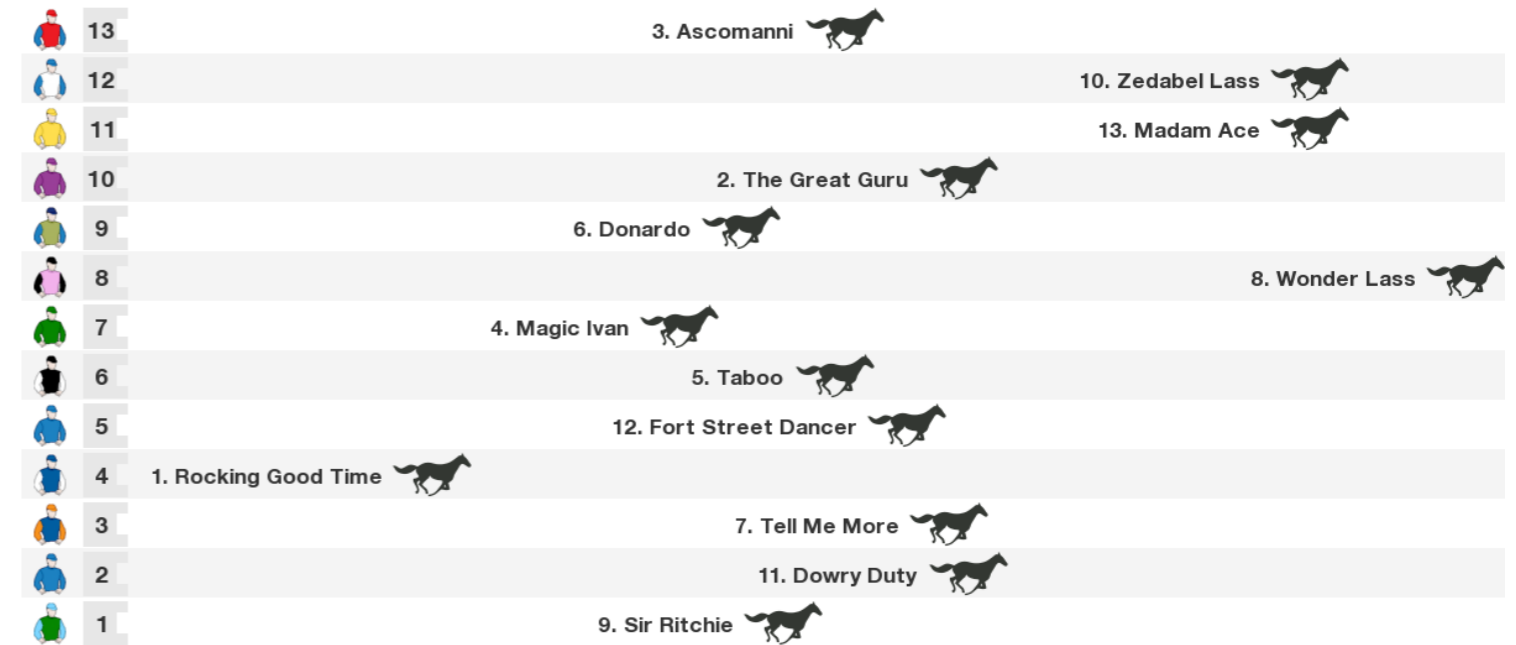 13 3. Ascomanni
12 10. Zedabel Lass
11 13. Madam Ace
10 2. The Great Guru
9 6. Donardo
8 8. Wonder Lass
7 4. Magic Ivan
6 5. Taboo
5 12. Fort Street Dancer
4 1. Rocking Good Time
3 7. Tell Me More
2 11. Dowry Duty
1 9. Sir Ritchie